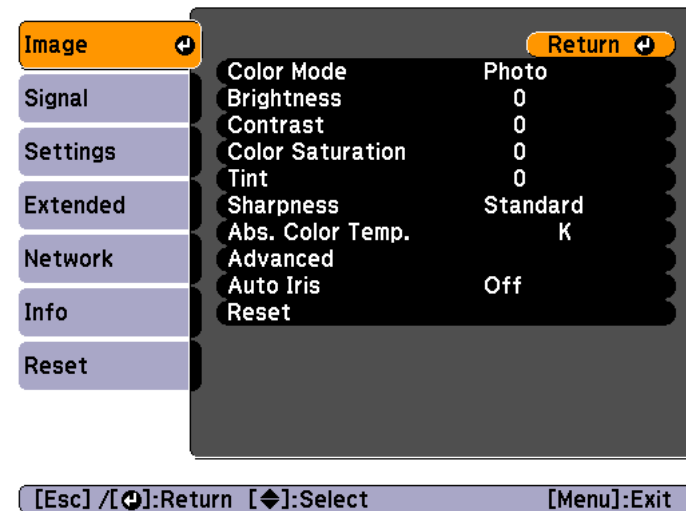 Image
Signal
Settings
Extended
Network
Info
Reset
Return
Color Mode Photo
Brightness 0
Contrast 0
Color Saturation 0
Tint 0
Sharpness Standard
Abs. Color Temp. K
Advanced
Auto Iris Off
Reset
[Esc] /[⏎]:Return [◆]:Select [Menu]:Exit